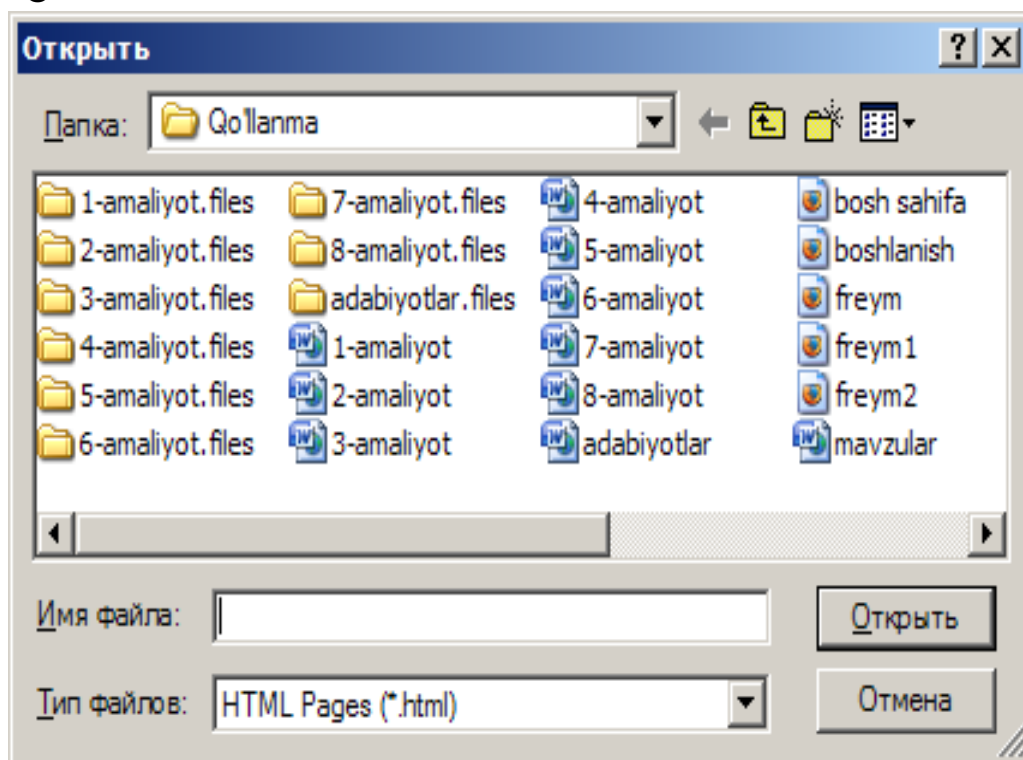 Открыть
Папка: Qo'llanma
1-amaliyot.files 7-amaliyot.files 4-amaliyot bosh sahifa
2-amaliyot.files 8-amaliyot.files 5-amaliyot boshlanish
3-amaliyot.files adabiyotlar.files 6-amaliyot freym
4-amaliyot.files 1-amaliyot 7-amaliyot freym1
5-amaliyot.files 2-amaliyot 8-amaliyot freym2
6-amaliyot.files 3-amaliyot adabiyotlar mavzular
Имя файла: Открыть
Тип файлов: HTML Pages (*.html) Отмена